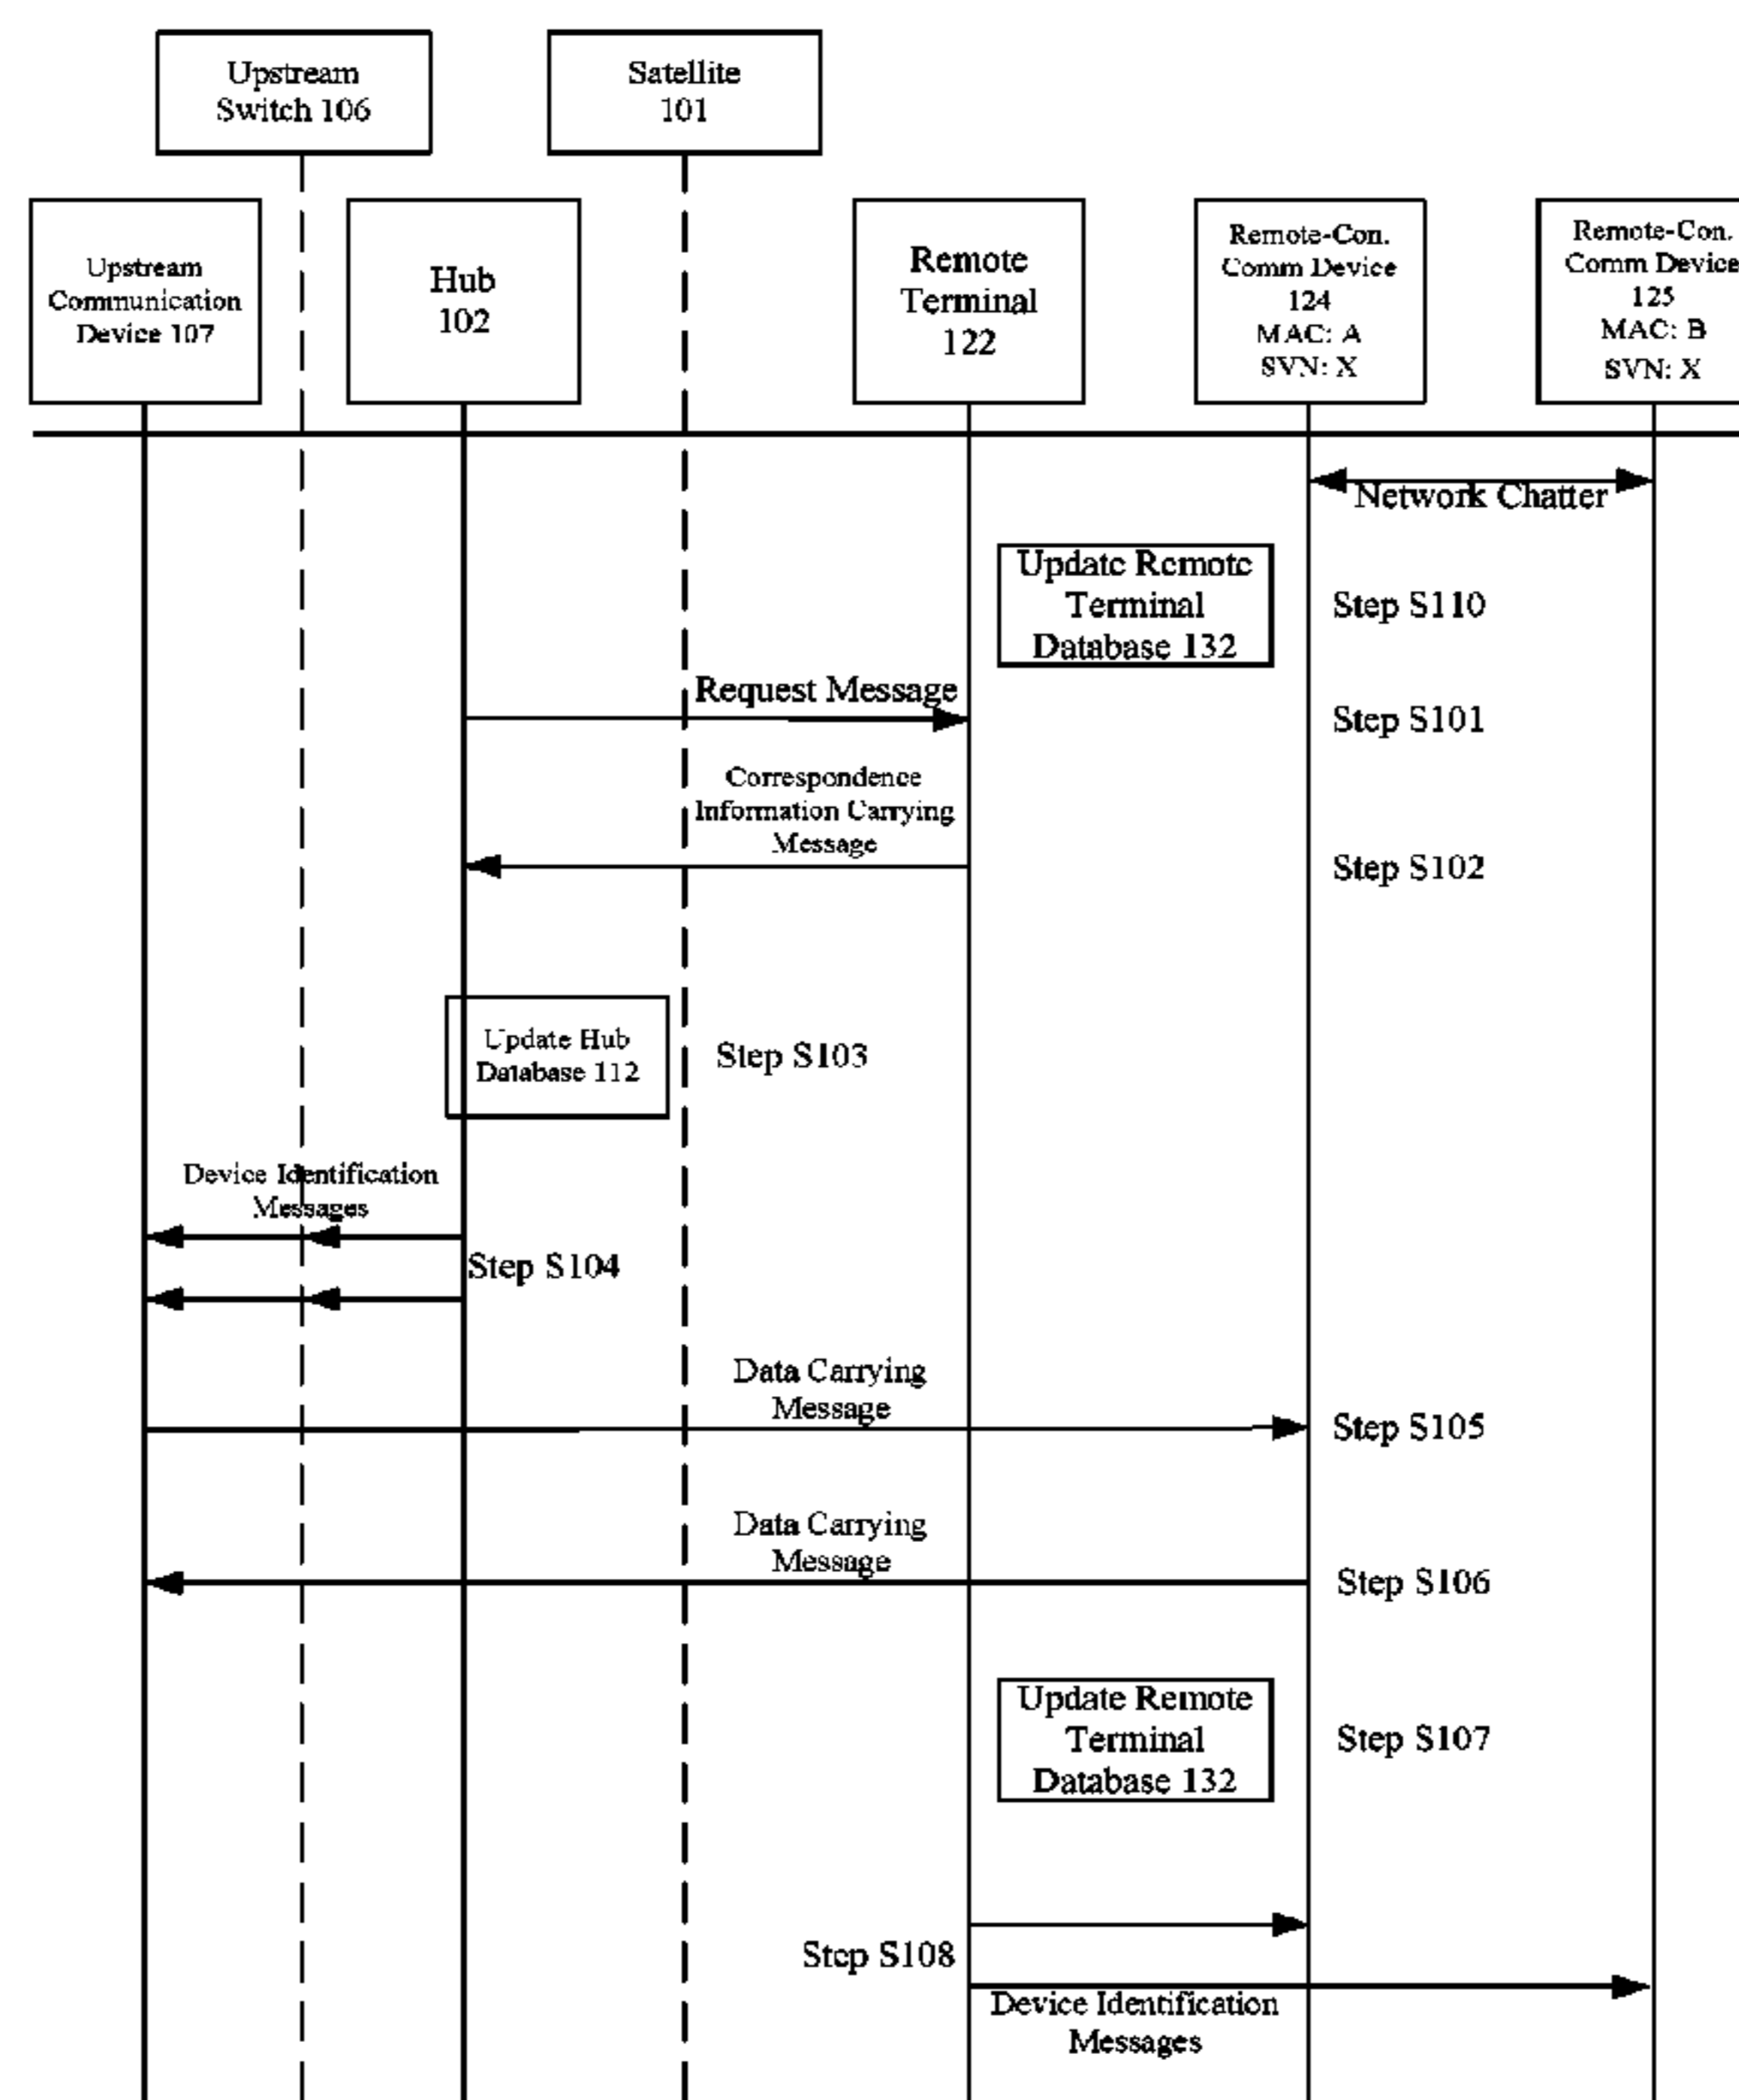 Upstream
Switch 106
Satellite
101
Upstream
Communication
Device 107
Hub
102
Remote
Terminal
122
Remote-Con.
Comm Device
124
MAC: A
SVN: X
Remote-Con.
Comm Device
125
MAC: B
SVN: X
Network Chatter
Update Remote
Terminal
Database 132
Step S110
Request Message
Step S101
Correspondence
Information Carrying
Message
Step S102
Update Hub
Database 112
Step S103
Device Identification
Messages
Step S104
Data Carrying
Message
Step S105
Data Carrying
Message
Step S106
Update Remote
Terminal
Database 132
Step S107
Step S108
Device Identification
Messages